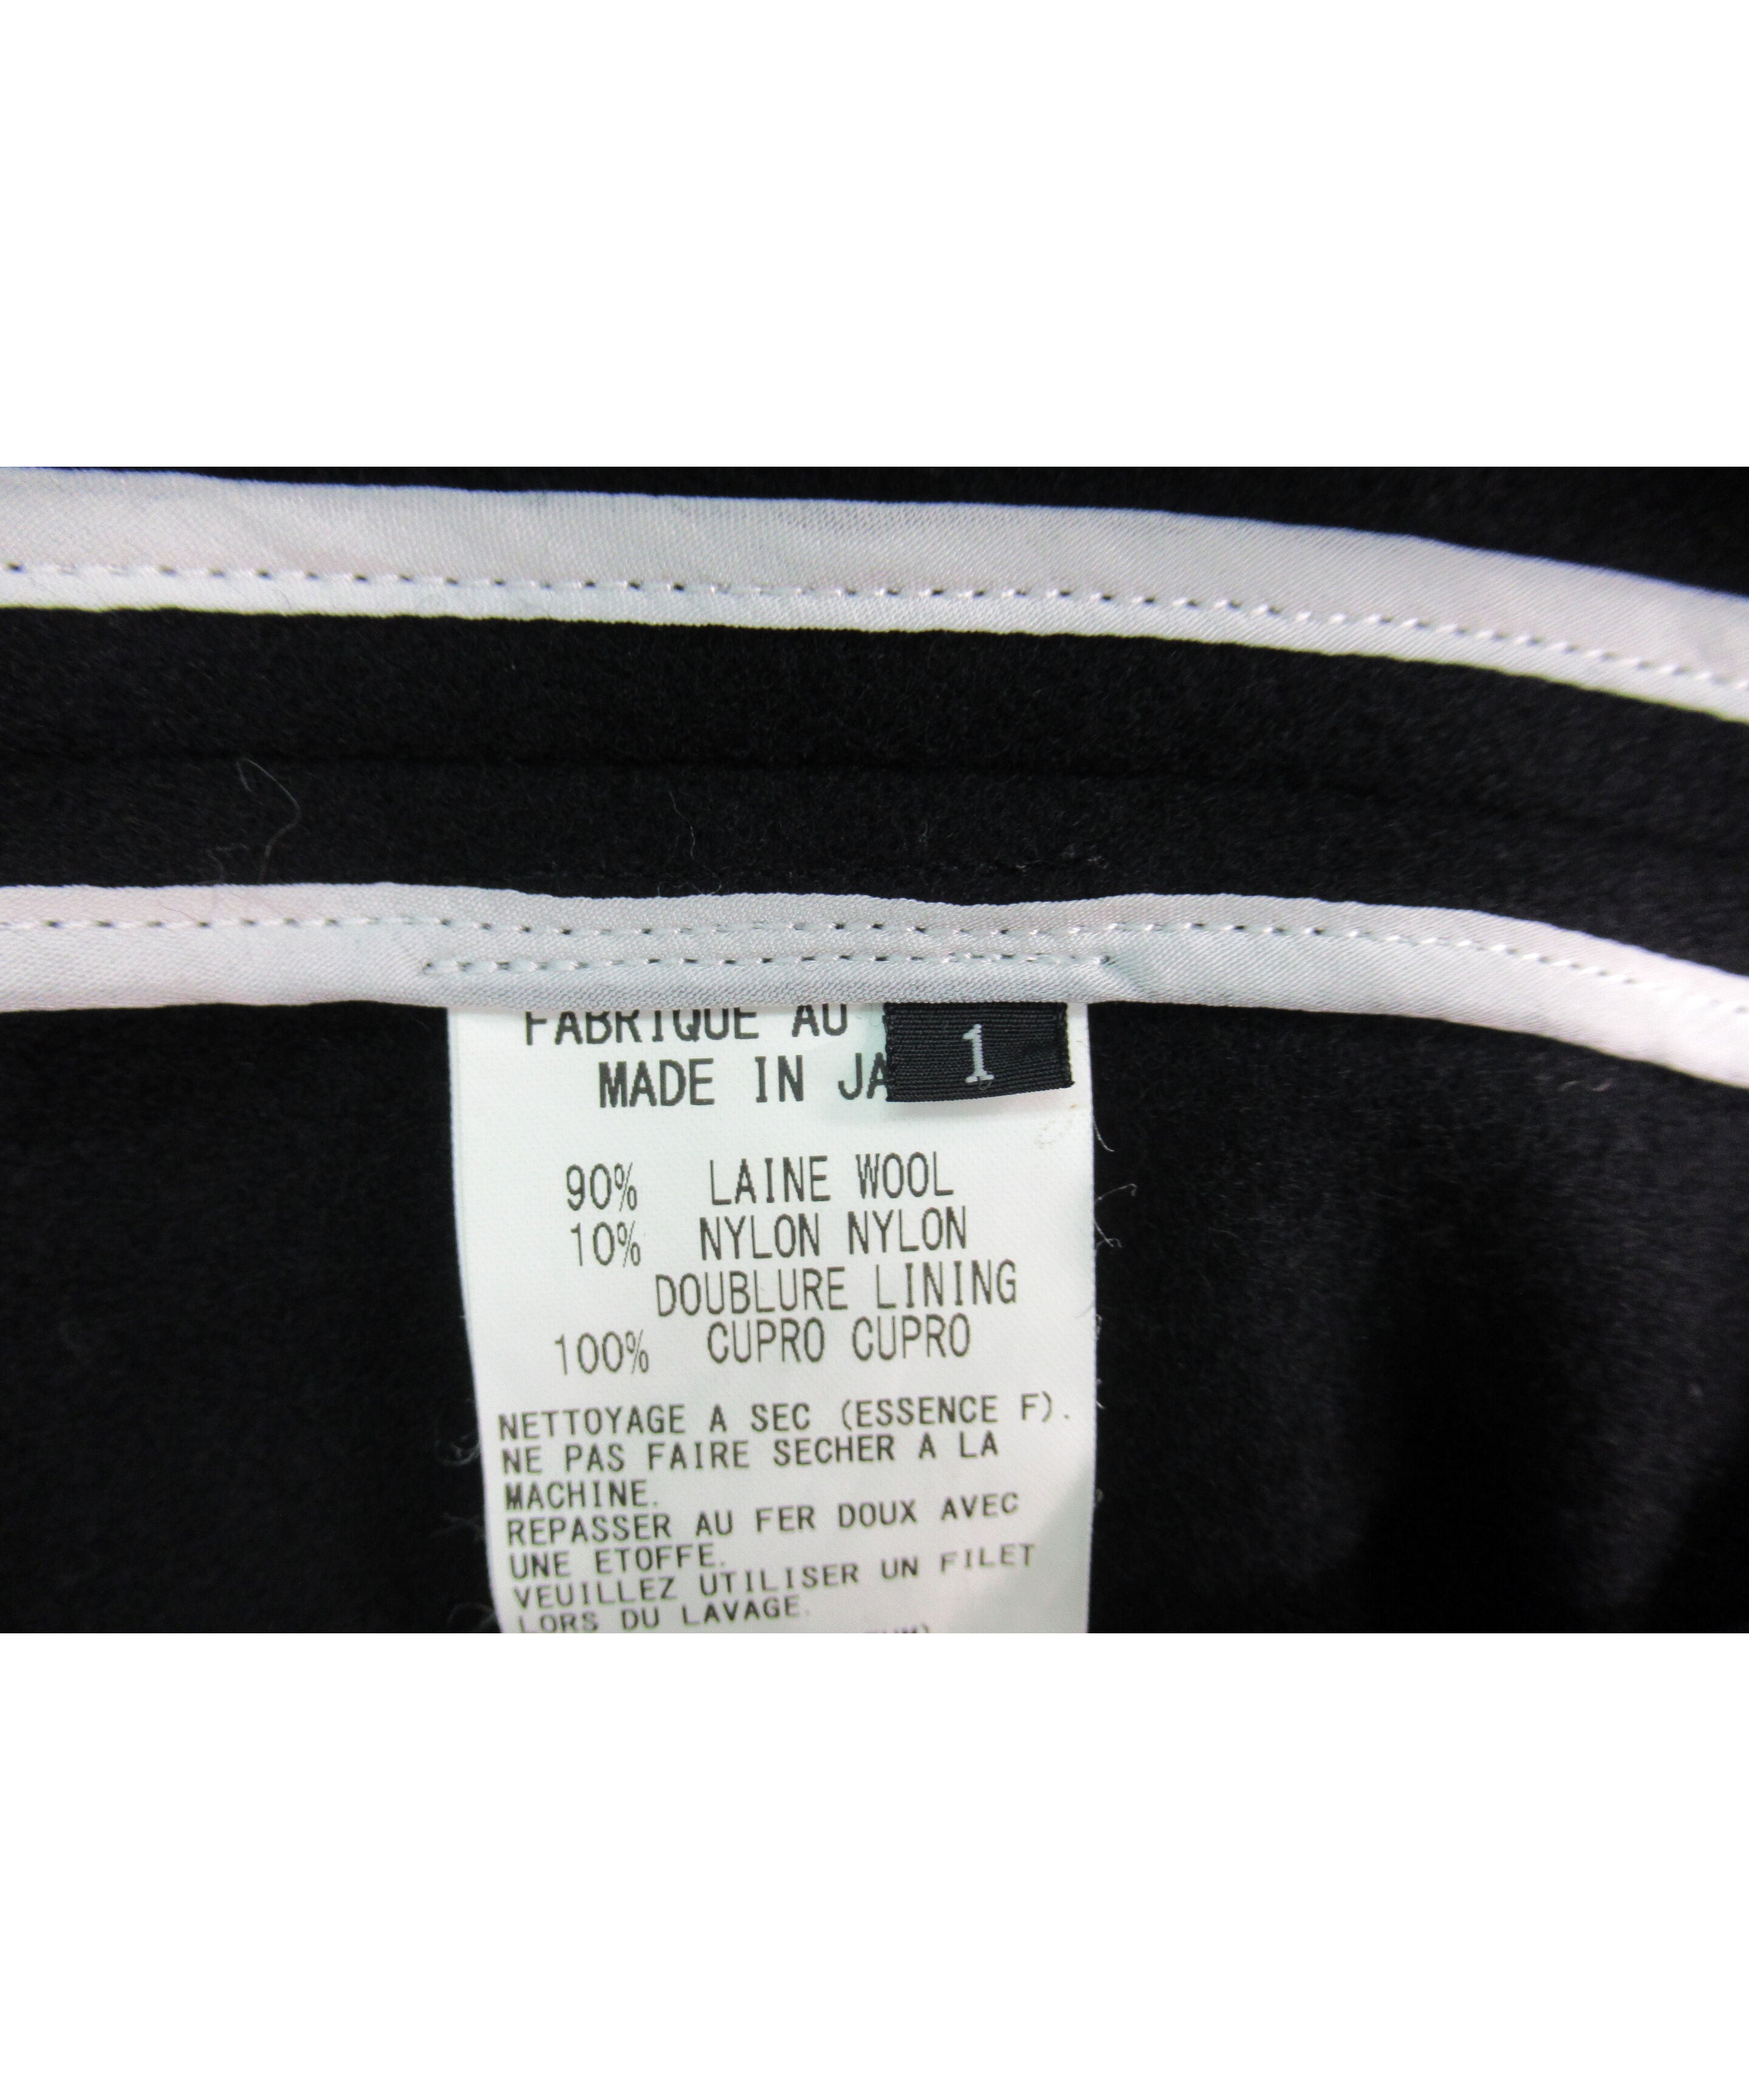 FABRIQUE AU
MADE IN JA
1
90% LAINE WOOL
10% NYLON NYLON
DOUBLURE LINING
100% CUPRO CUPRO
NETTOYAGE A SEC (ESSENCE F).
NE PAS FAIRE SECHER A LA
MACHINE.
REPASSER AU FER DOUX AVEC
UNE ETOFFE.
VEUILLEZ UTILISER UN FILET
LORS DU LAVAGE.